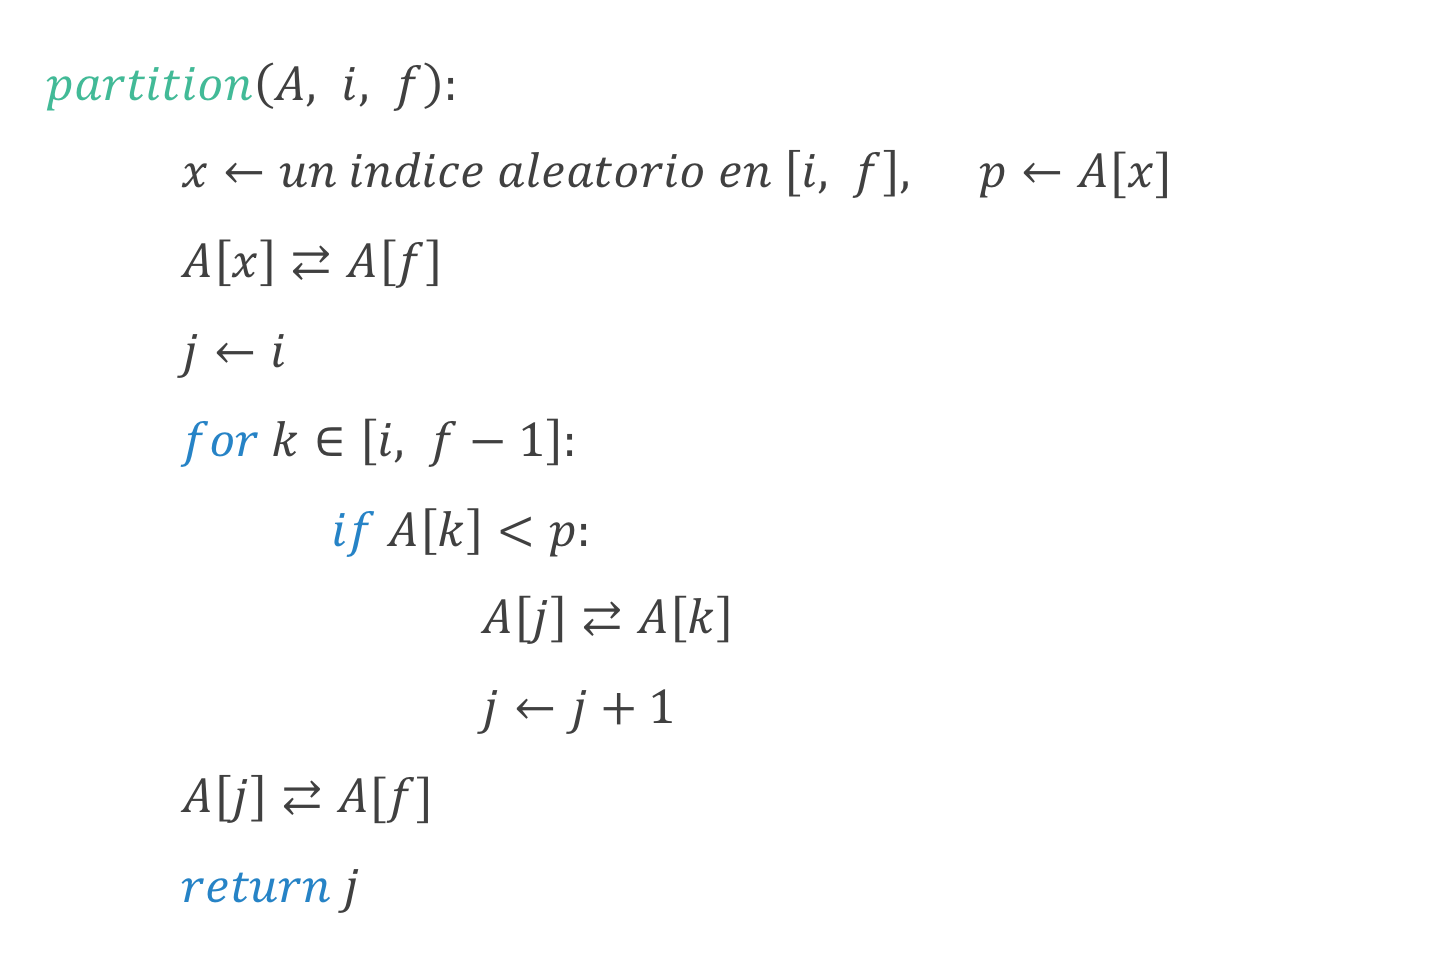 partition(A, i, f):
x ← un indice aleatorio en [i, f], p ← A[x]
A[x] ⇄ A[f]
j ← i
for k ∈ [i, f − 1]:
if A[k] < p:
A[j] ⇄ A[k]
j ← j + 1
A[j] ⇄ A[f]
return j